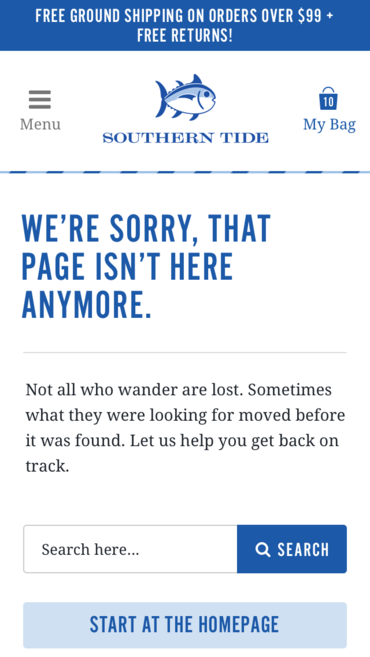 FREE GROUND SHIPPING ON ORDERS OVER $99 +
FREE RETURNS!
Menu
SOUTHERN TIDE
10
My Bag
WE’RE SORRY, THAT
PAGE ISN’T HERE
ANYMORE.
Not all who wander are lost. Sometimes
what they were looking for moved before
it was found. Let us help you get back on
track.
Search here...
SEARCH
START AT THE HOMEPAGE